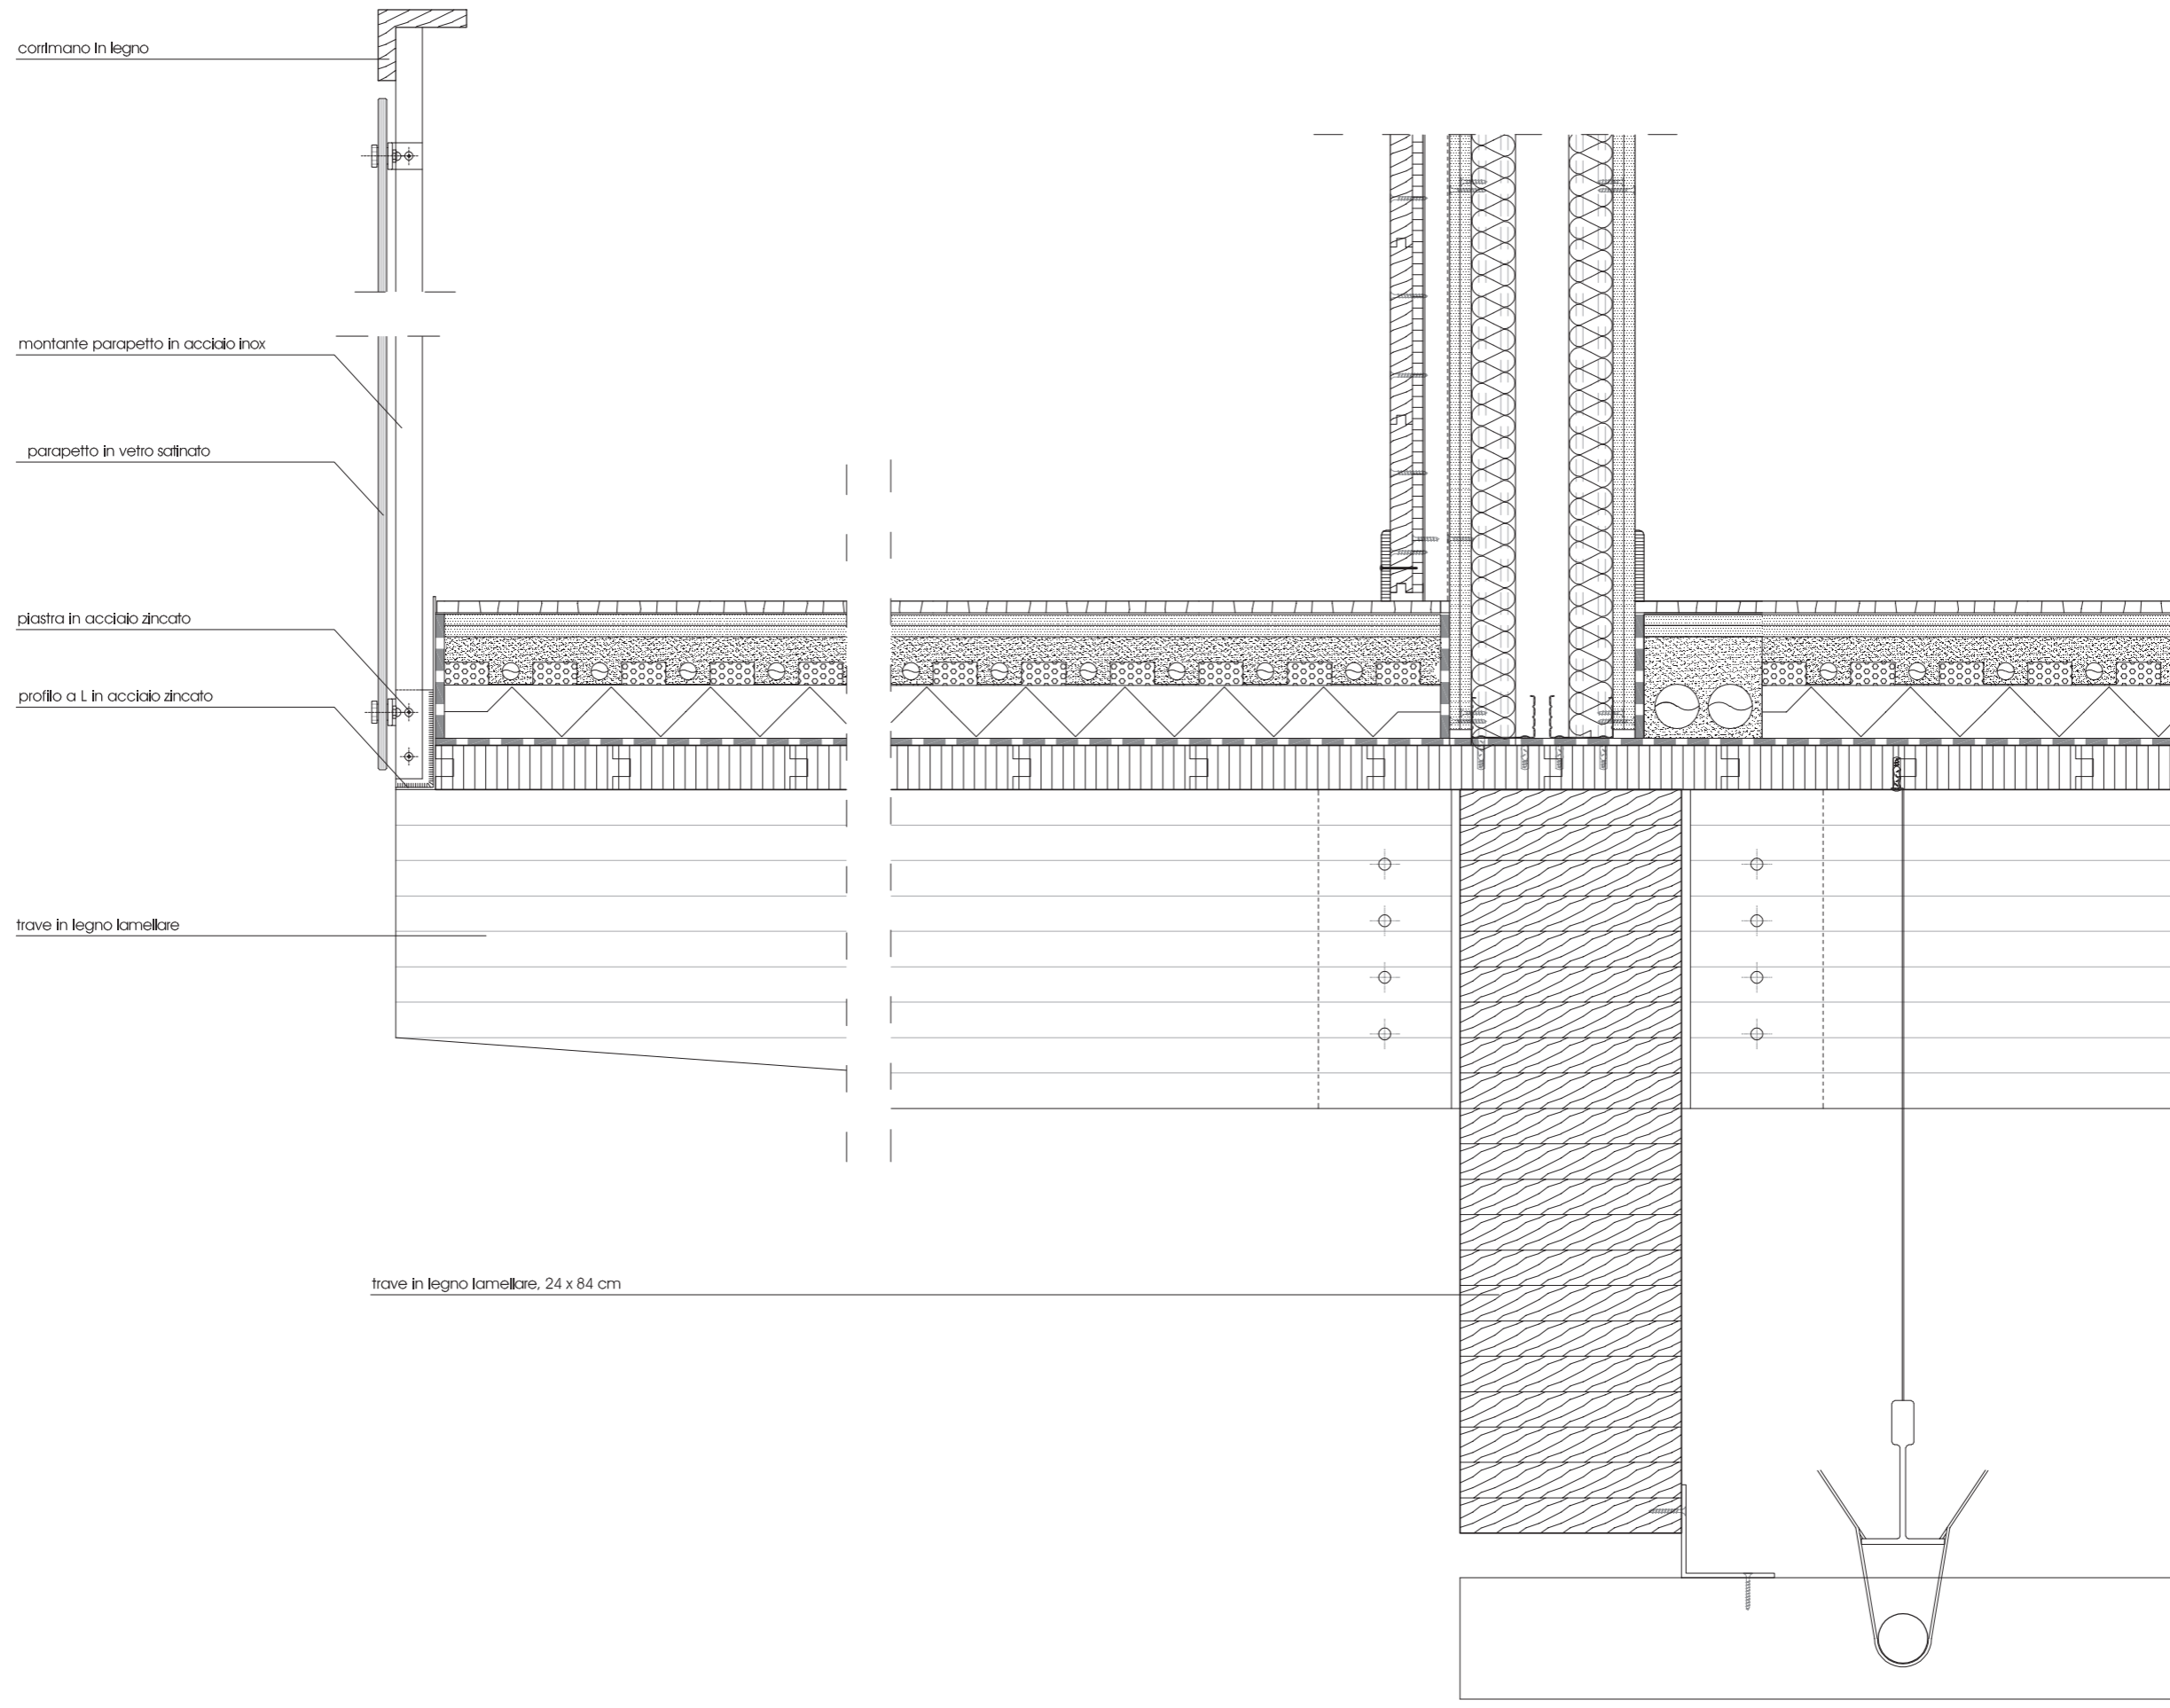 corrimano in legno
montante parapetto in acciaio inox
parapetto in vetro satinato
piastra in acciaio zincato
profilo a L in acciaio zincato
trave in legno lamellare
trave in legno lamellare, 24 x 84 cm